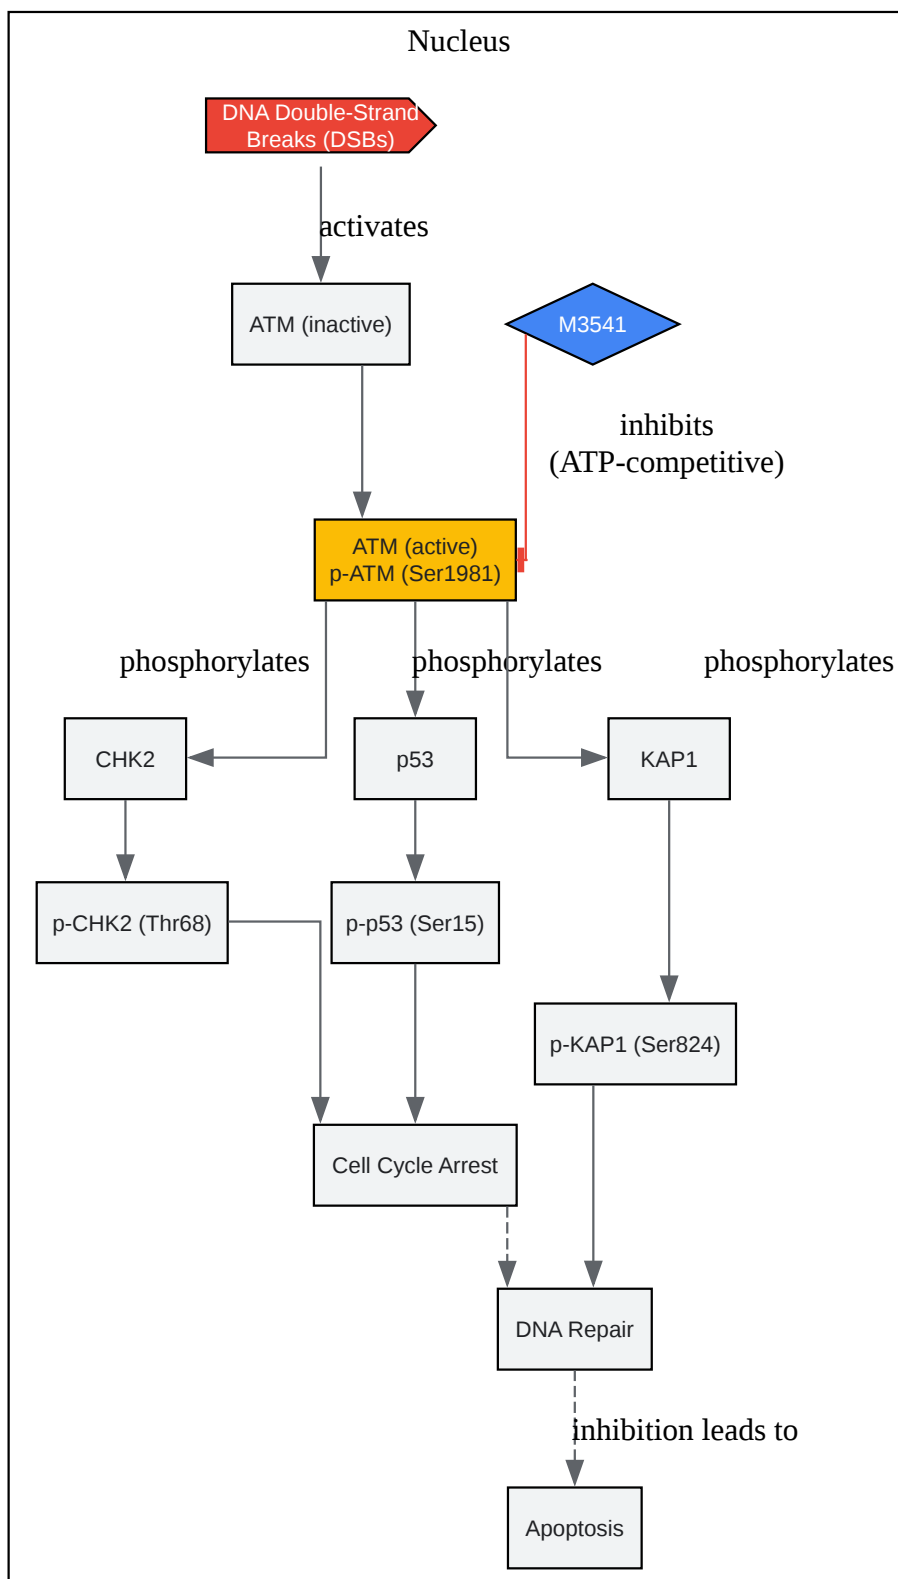 Nucleus
DNA Double-Strand
Breaks (DSBs)
activates
ATM (inactive)
M3541
inhibits
(ATP-competitive)
ATM (active)
p-ATM (Ser1981)
phosphorylates
phosphorylates
phosphorylates
CHK2
p53
KAP1
p-CHK2 (Thr68)
p-p53 (Ser15)
p-KAP1 (Ser824)
Cell Cycle Arrest
DNA Repair
inhibition leads to
Apoptosis